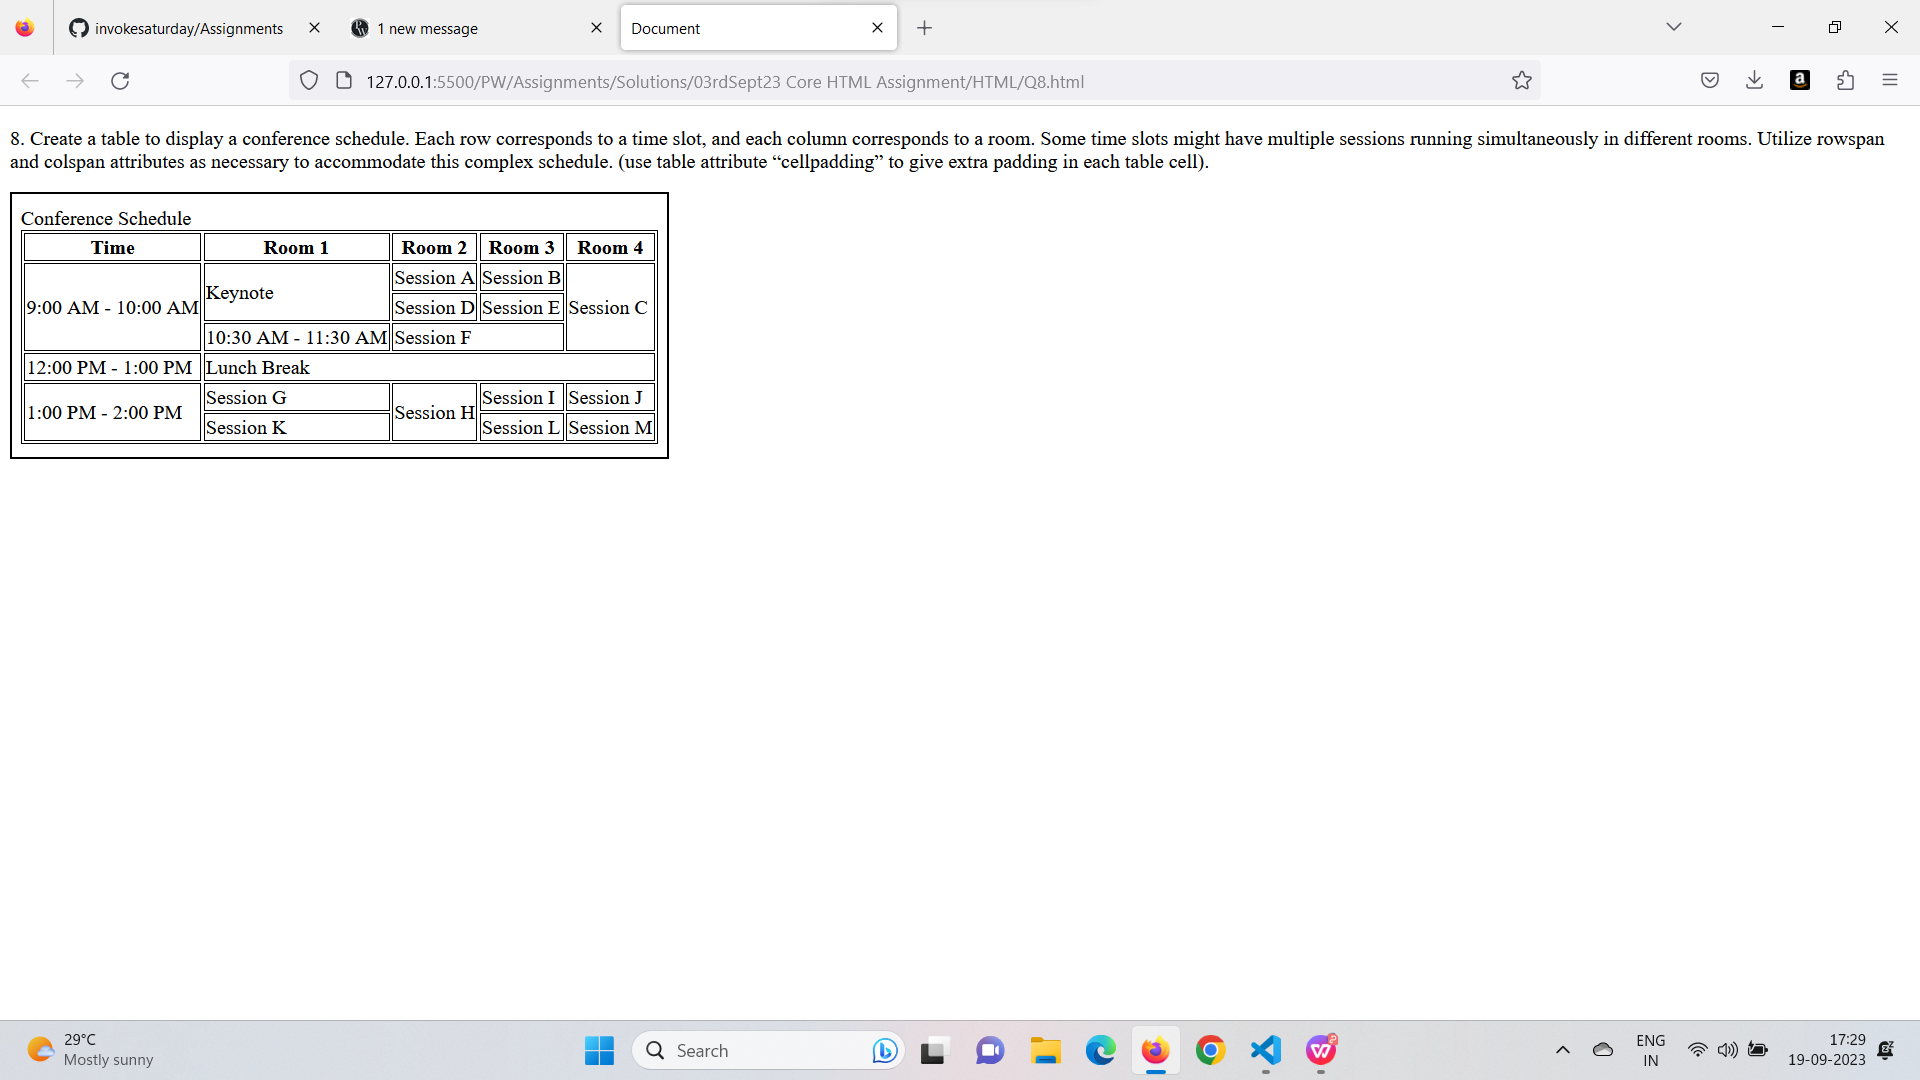 invokesaturday/Assignments
1 new message
Document
127.0.0.1:5500/PW/Assignments/Solutions/03rdSept23 Core HTML Assignment/HTML/Q8.html
8. Create a table to display a conference schedule. Each row corresponds to a time slot, and each column corresponds to a room. Some time slots might have multiple sessions running simultaneously in different rooms. Utilize rowspan
and colspan attributes as necessary to accommodate this complex schedule. (use table attribute “cellpadding” to give extra padding in each table cell).
Conference Schedule
Time Room 1 Room 2 Room 3 Room 4
9:00 AM - 10:00 AM Keynote Session A Session B Session C
Session D Session E
10:30 AM - 11:30 AM Session F
12:00 PM - 1:00 PM Lunch Break
1:00 PM - 2:00 PM Session G Session H Session I Session J
Session K Session L Session M
29°C
Mostly sunny
Search
ENG
IN
17:29
19-09-2023